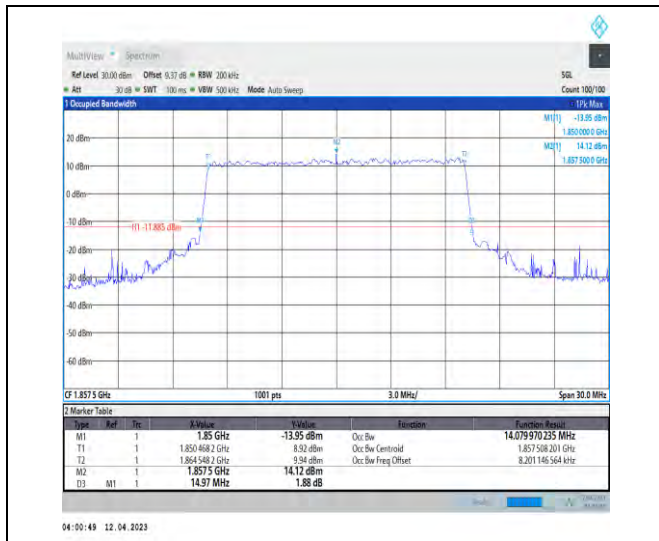 MultiView Spectrum
Ref Level 30.00 dBm Offset 9.37 dB RBW 200 kHz SGL
Att 30 dB SWT 100 ms VBW 500 kHz Mode Auto Sweep Count 100/100
1 Occupied Bandwidth 1Pk Max
M1[1] -13.95 dBm
1.850000 0 GHz
M2[1] 14.12 dBm
1.857 500 0 GHz
M2
T1 T2
20 dBm
10 dBm
0 dBm
-10 dBm
M1
H1 -11.885 dBm
-20 dBm
-30 dBm
-40 dBm
-50 dBm
-60 dBm
CF 1.857 5 GHz 1001 pts 3.0 MHz/ Span 30.0 MHz
2 Marker Table
Type Ref Trc X-Value Y-Value Function Function Result
M1 1 1.85 GHz -13.95 dBm Occ Bw 14.079 970 235 MHz
T1 1 1.850 468 2 GHz 8.92 dBm Occ Bw Centroid 1.857 508 201 GHz
T2 1 1.864 548 2 GHz 9.94 dBm Occ Bw Freq Offset 8.201 146 564 kHz
M2 1 1.857 5 GHz 14.12 dBm
D3 M1 1 14.97 MHz 1.88 dB
04:00:49 12.04.2023